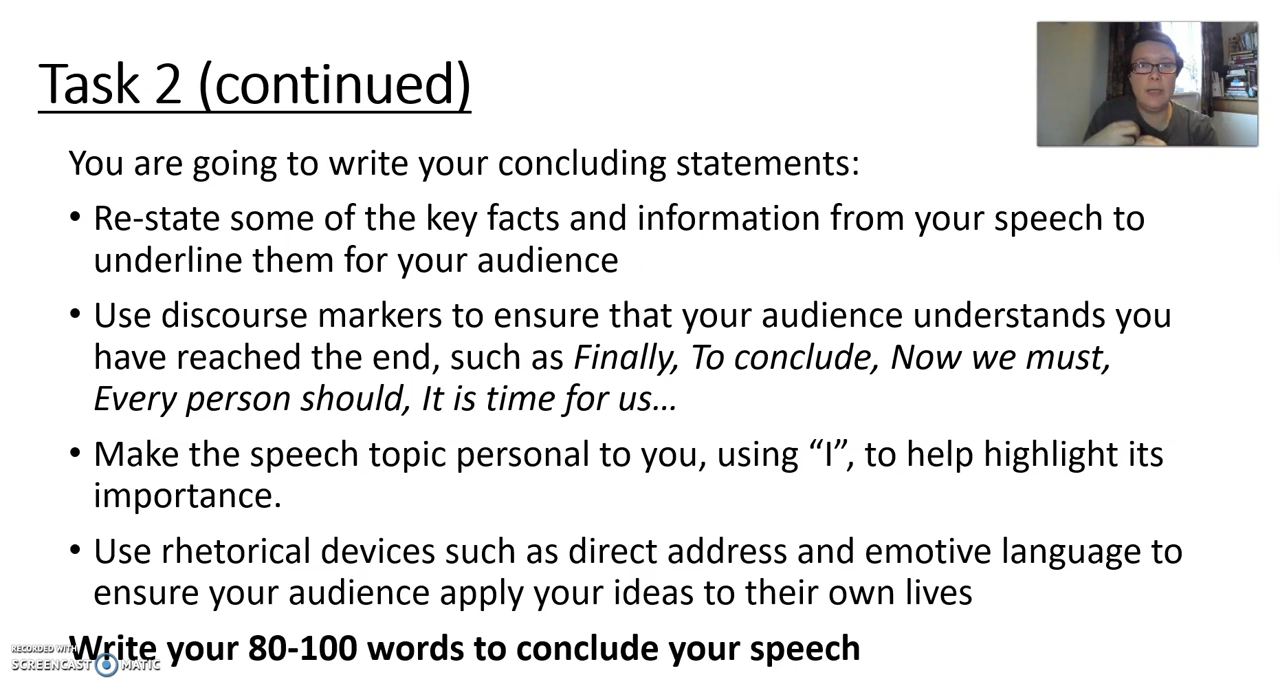 Task 2 (continued)
You are going to write your concluding statements:
• Re-state some of the key facts and information from your speech to
underline them for your audience
• Use discourse markers to ensure that your audience understands you
have reached the end, such as Finally, To conclude, Now we must,
Every person should, It is time for us…
• Make the speech topic personal to you, using “I”, to help highlight its
importance.
• Use rhetorical devices such as direct address and emotive language to
ensure your audience apply your ideas to their own lives
Write your 80-100 words to conclude your speech
RECORDED WITH
SCREENCAST MATIC